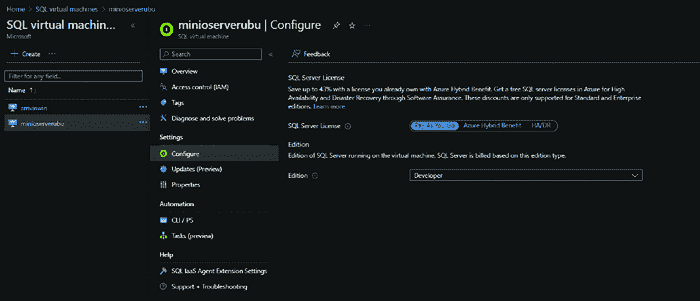 Home > SQL virtual machines > minioserverubu
SQL virtual machin... «
Microsoft
+ Create ...
Filter for any field...
Name ↑↓
minioserverubu ...
minioserverubu | Configure
SQL virtual machine
Search «
Overview
Access control (IAM)
Tags
Diagnose and solve problems
Settings
Configure
Updates (Preview)
Properties
Automation
CLI / PS
Tasks (preview)
Help
SQL IaaS Agent Extension Settings
Support + Troubleshooting
Feedback
SQL Server License
Save up to 43% with a license you already own with Azure Hybrid Benefit. Get a free SQL server licenses in Azure for High
Availability and Disaster Recovery through Software Assurance. These discounts are only supported for Standard and Enterprise
editions. Learn more.
SQL Server License Pay As You Go Azure Hybrid Benefit HA/DR
Edition
Edition of SQL Server running on the virtual machine. SQL Server is billed based on this edition type.
Edition Developer